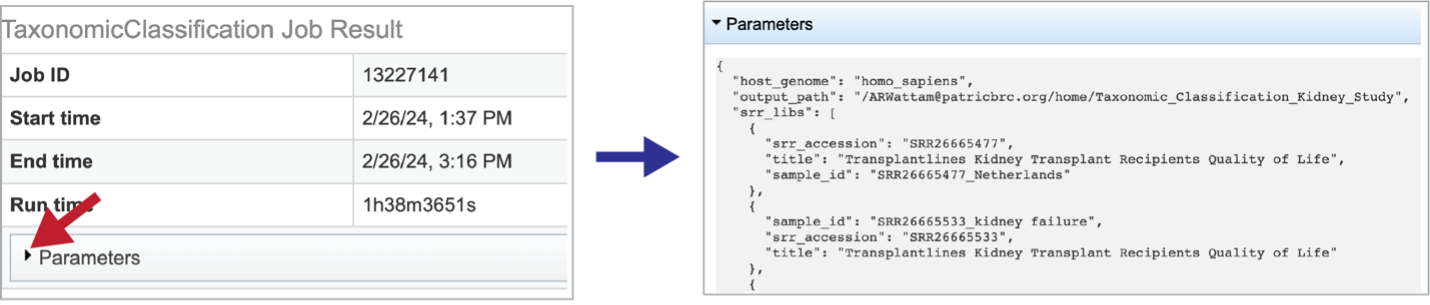 TaxonomicClassification Job Result
Job ID 13227141
Start time 2/26/24, 1:37 PM
End time 2/26/24, 3:16 PM
Run time 1h38m3651s
Parameters
Parameters
{
"host_genome": "homo_sapiens",
"output_path": "/ARWattam@patricbrc.org/home/Taxonomic_Classification_Kidney_Study",
"srr_libs": [
{
"srr_accession": "SRR26665477",
"title": "Transplantlines Kidney Transplant Recipients Quality of Life",
"sample_id": "SRR26665477_Netherlands"
},
{
"sample_id": "SRR26665533_kidney failure",
"srr_accession": "SRR26665533",
"title": "Transplantlines Kidney Transplant Recipients Quality of Life"
},
{